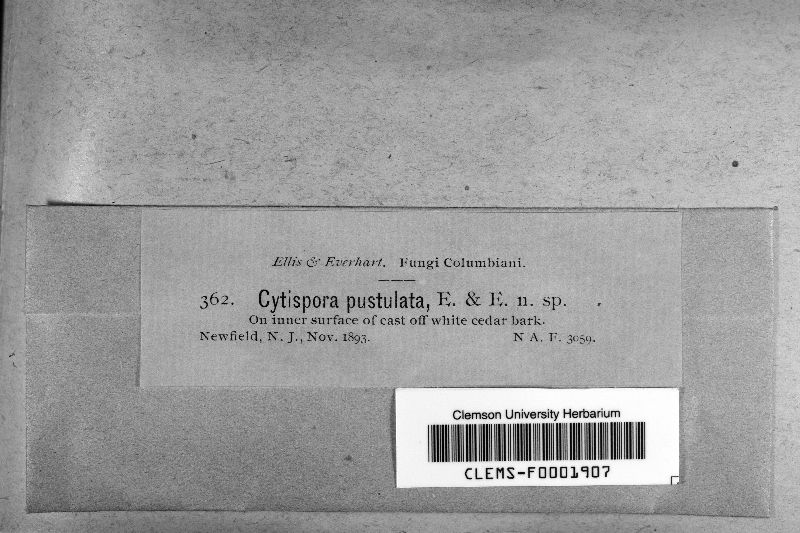 Ellis & Everhart. Fungi Columbiani.
362. Cytispora pustulata, E. & E. n. sp.
On inner surface of cast off white cedar bark.
Newfield, N. J., Nov. 1893. N A. F. 3059.
Clemson University Herbarium
CLEMS-F0001907